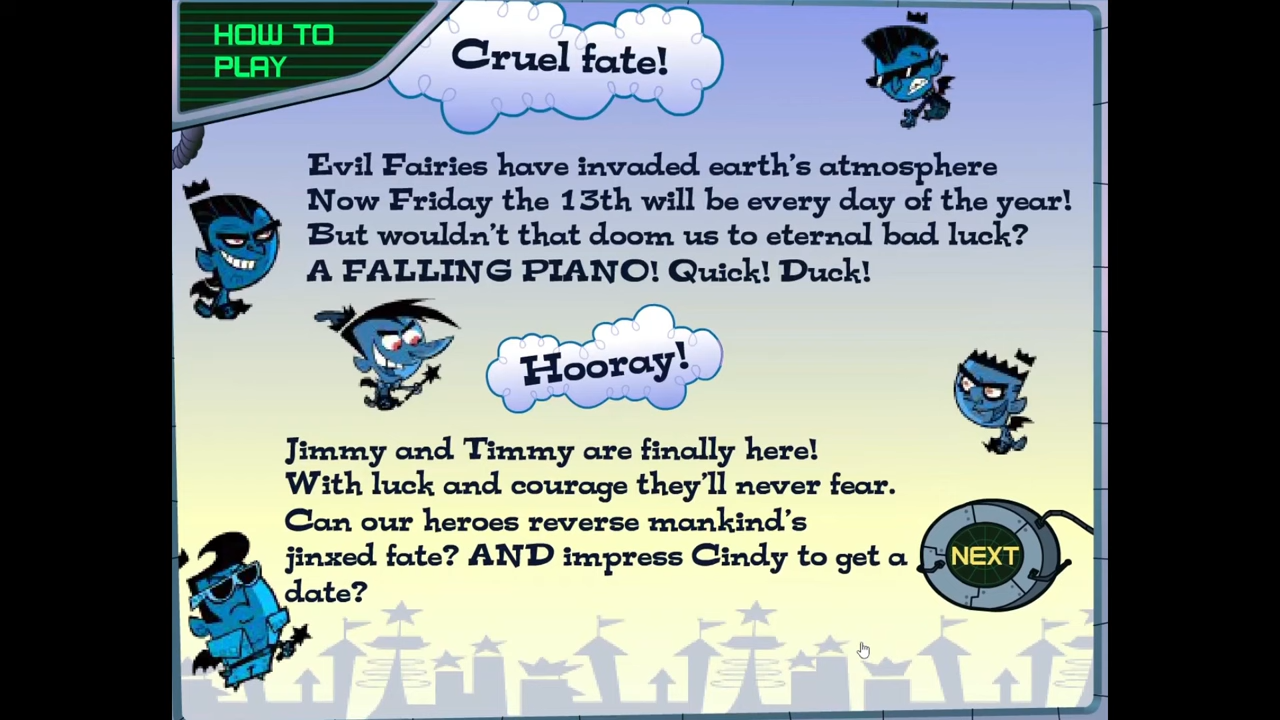 HOW TO
PLAY
Cruel fate!
Evil Fairies have invaded earth's atmosphere
Now Friday the 13th will be every day of the year!
But wouldn't that doom us to eternal bad luck?
A FALLING PIANO! Quick! Duck!
Hooray!
Jimmy and Timmy are finally here!
With luck and courage they'll never fear.
Can our heroes reverse mankind's
jinxed fate? AND impress Cindy to get a
date?
NEXT